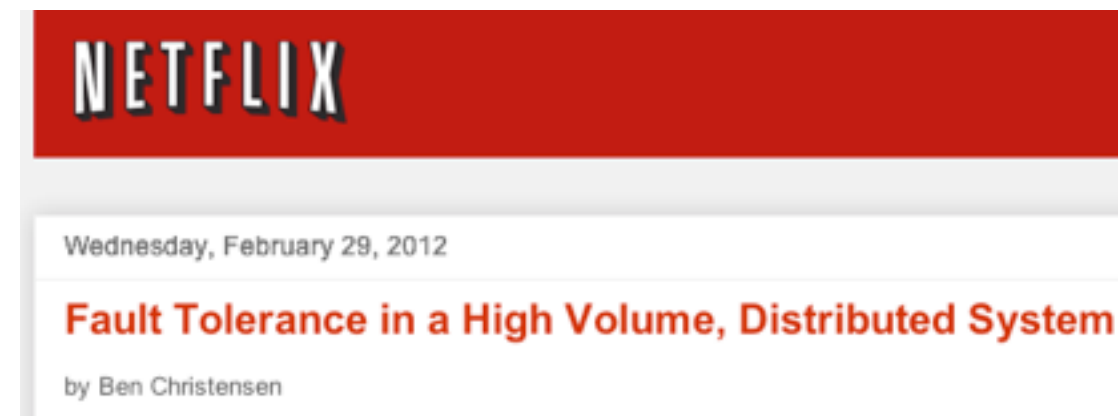 NETFLIX
Wednesday, February 29, 2012
Fault Tolerance in a High Volume, Distributed System
by Ben Christensen